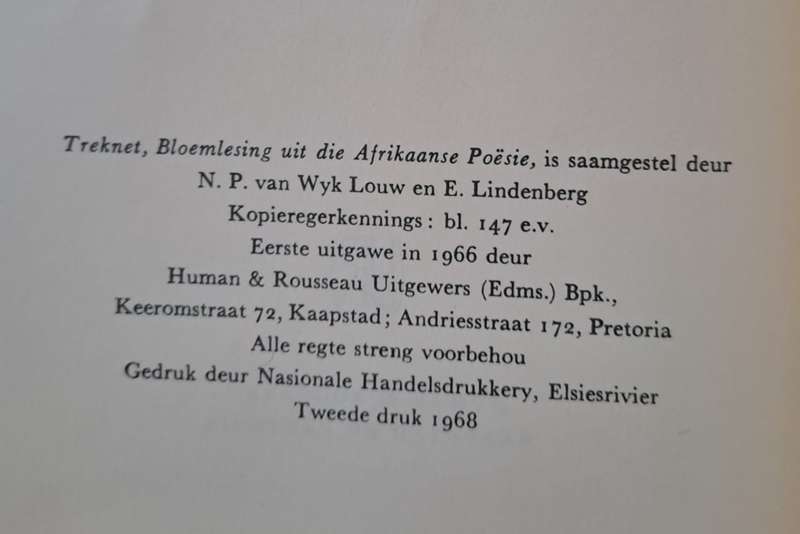 Treknet, Bloemlesing uit die Afrikaanse Poësie, is saamgestel deur
N. P. van Wyk Louw en E. Lindenberg
Kopieregerkennings: bl. 147 e.v.
Eerste uitgawe in 1966 deur
Human & Rousseau Uitgewers (Edms.) Bpk.,
Keeromstraat 72, Kaapstad; Andriesstraat 172, Pretoria
Alle regte streng voorbehou
Gedruk deur Nasionale Handelsdrukkery, Elsiesrivier
Tweede druk 1968